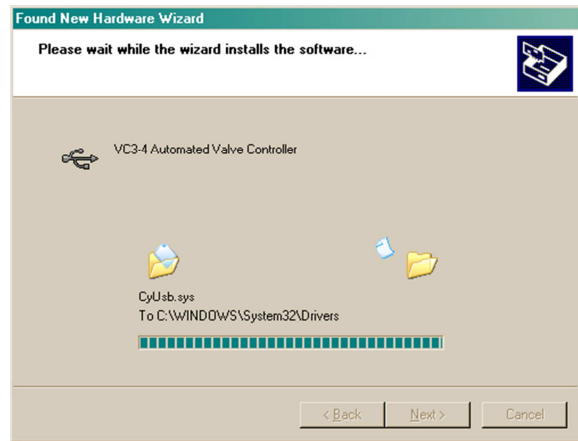 Found New Hardware Wizard
Please wait while the wizard installs the software...
VC3-4 Automated Valve Controller
CyUsb.sys
To C:\WINDOWS\System32\Drivers
< Back Next > Cancel